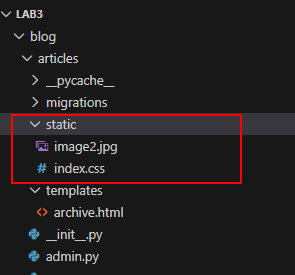 LAB3
blog
articles
__pycache__
migrations
static
image2.jpg
# index.css
templates
<> archive.html
__init__.py
admin.py